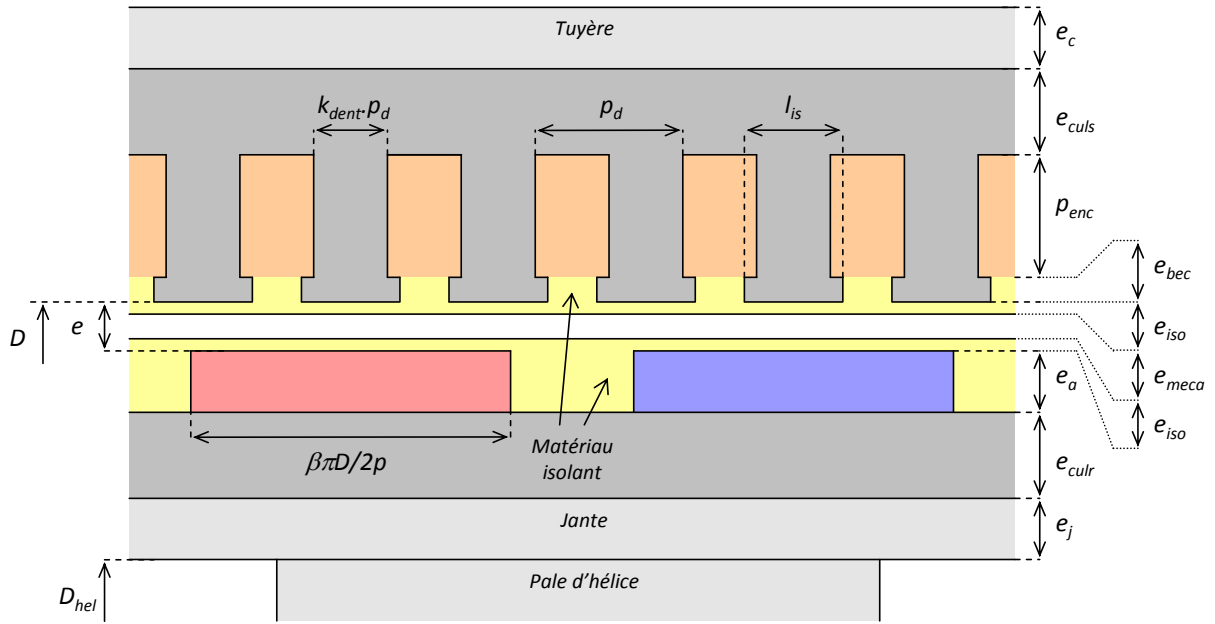 Tuyère
e_c
k_dent.p_d
p_d
l_is
e_culs
p_enc
e_bec
D
e
e_iso
e_a
e_meca
e_iso
βπD/2p
Matériau
isolant
e_culr
Jante
e_j
D_hel
Pale d’hélice